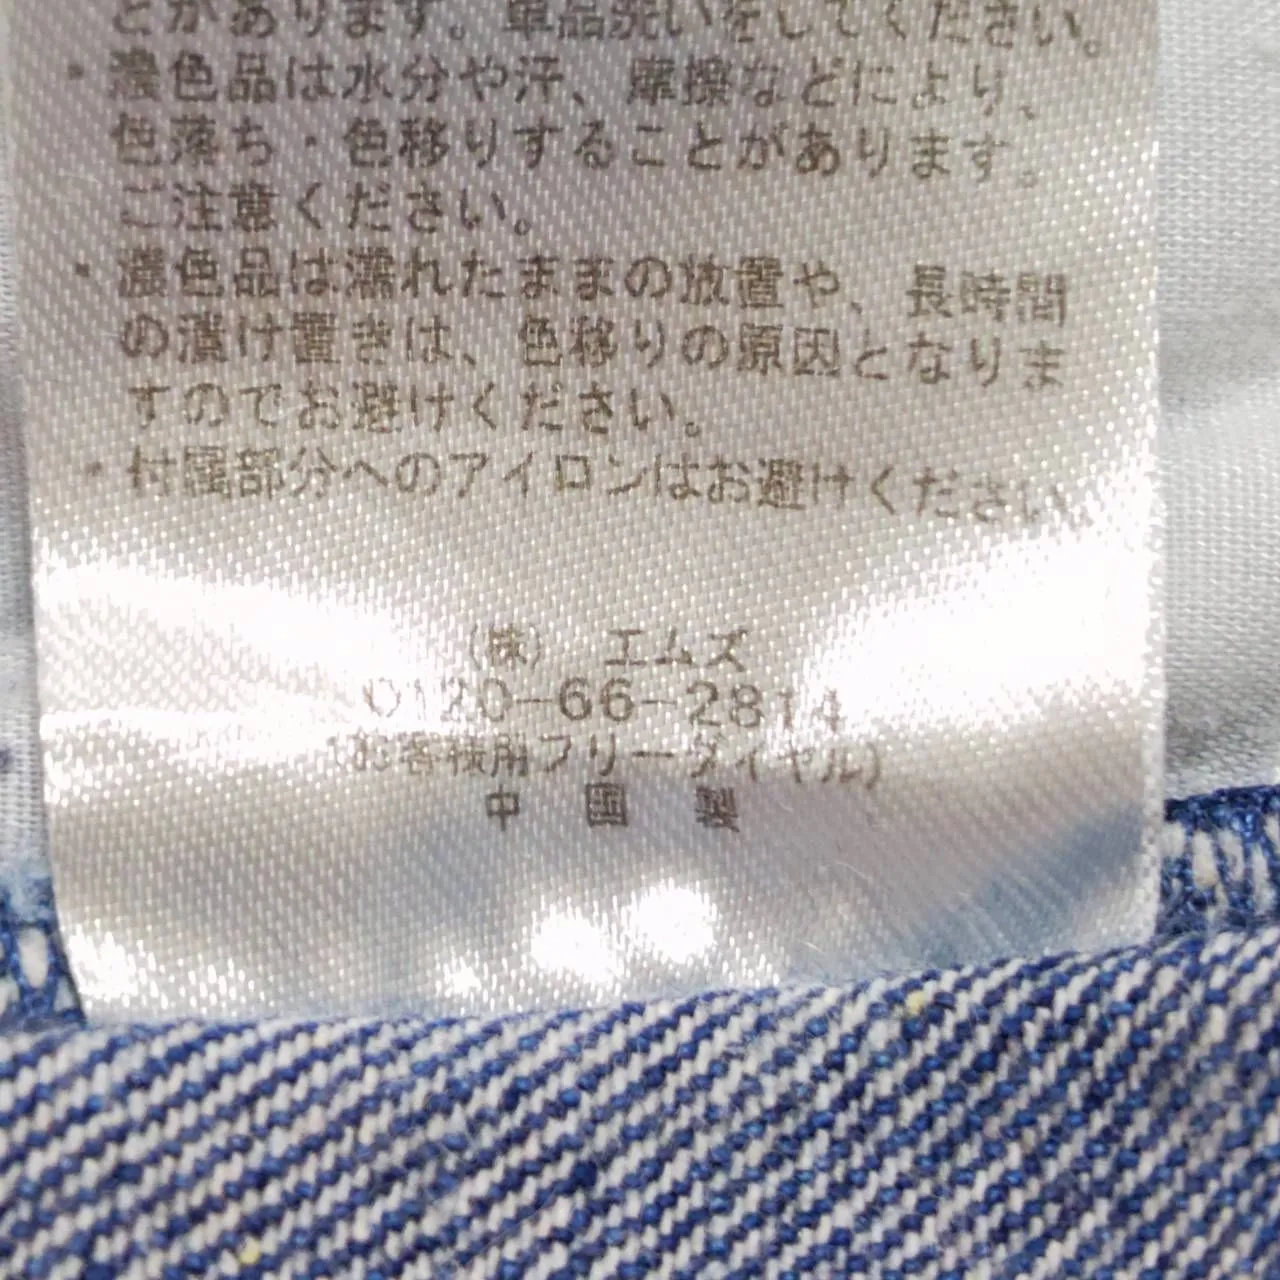 とがあります。単品洗いをしてください。
・濃色品は水分や汗、摩擦などにより、
色落ち・色移りすることがあります。
ご注意ください。
・濃色品は濡れたままの放置や、長時間
の漬け置きは、色移りの原因となりま
すのでお避けください。
・付属部分へのアイロンはお避けください。
(株) エムズ
0120-66-2814
(お客様用フリーダイヤル)
中 国 製